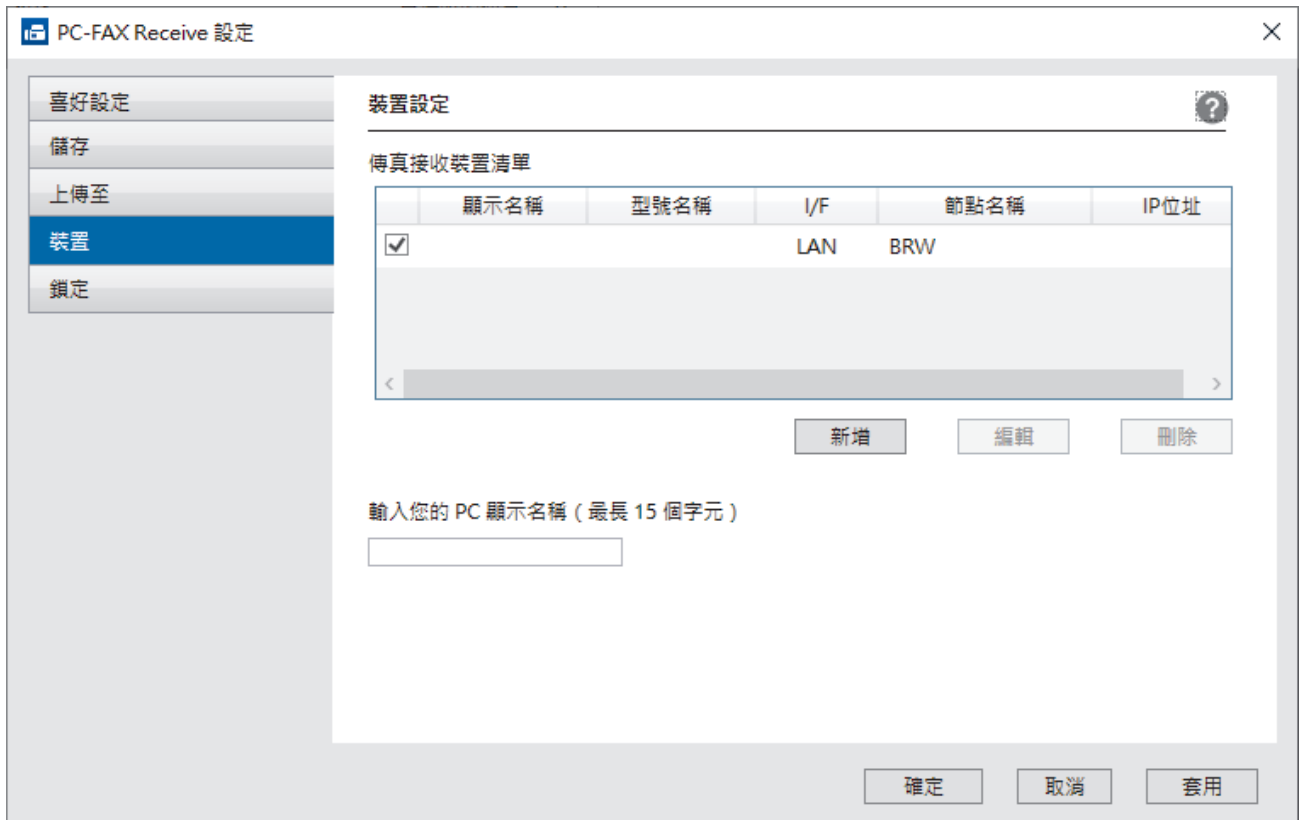 PC-FAX Receive 設定
喜好設定
儲存
上傳至
裝置
鎖定
裝置設定
?
傳真接收裝置清單
顯示名稱 型號名稱 I/F 節點名稱 IP位址
LAN BRW
新增 編輯 刪除
輸入您的 PC 顯示名稱 ( 最長 15 個字元 )
確定 取消 套用